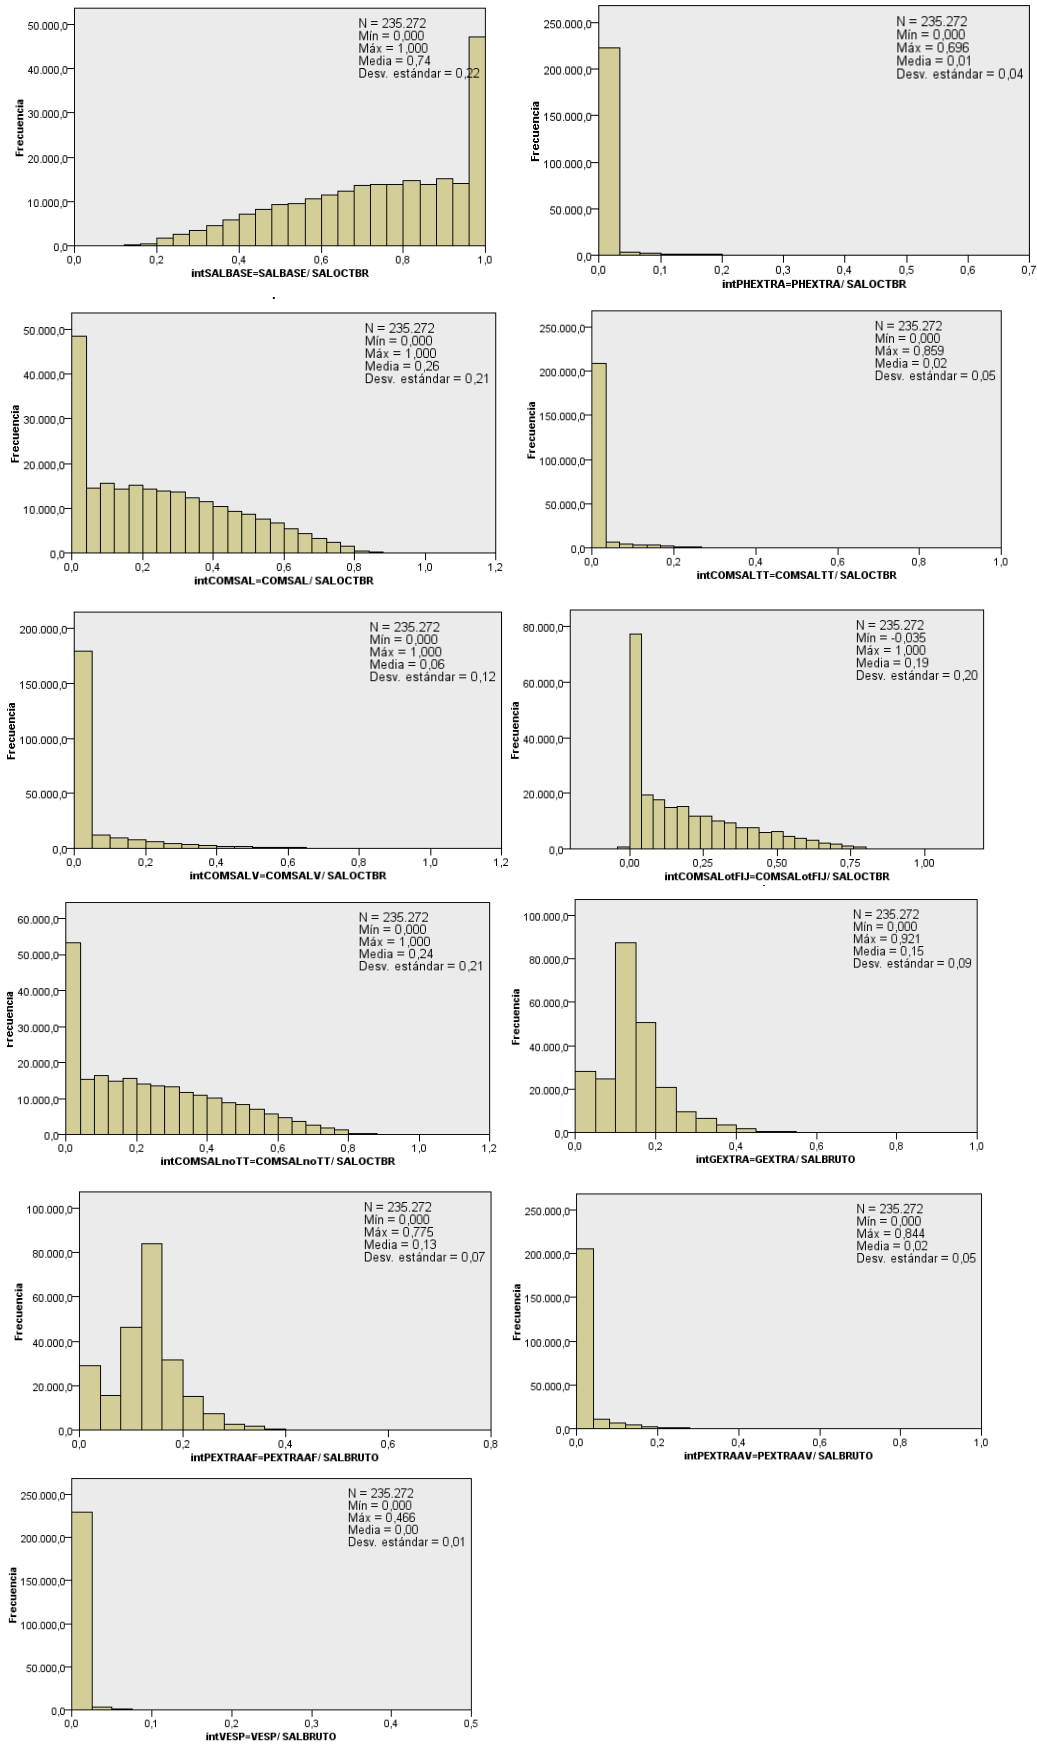 50.000,0
40.000,0
30.000,0
20.000,0
10.000,0
0,0
Frecuencia
N = 235.272
Mín = 0,000
Máx = 1,000
Media = 0,74
Desv. estándar = 0,22
0,0 0,2 0,4 0,6 0,8 1,0
intSALBASE=SALBASE/ SALOCTBR
250.000,0
200.000,0
150.000,0
100.000,0
50.000,0
0,0
Frecuencia
N = 235.272
Mín = 0,000
Máx = 0,696
Media = 0,01
Desv. estándar = 0,04
0,0 0,1 0,2 0,3 0,4 0,5 0,6 0,7
intPHEXTRA=PHEXTRA/ SALOCTBR
50.000,0
40.000,0
30.000,0
20.000,0
10.000,0
0,0
Frecuencia
N = 235.272
Mín = 0,000
Máx = 1,000
Media = 0,26
Desv. estándar = 0,21
0,0 0,2 0,4 0,6 0,8 1,0 1,2
intCOMSAL=COMSAL/ SALOCTBR
250.000,0
200.000,0
150.000,0
100.000,0
50.000,0
0,0
Frecuencia
N = 235.272
Mín = 0,000
Máx = 0,859
Media = 0,02
Desv. estándar = 0,05
0,0 0,2 0,4 0,6 0,8 1,0
intCOMSALTT=COMSALTT/ SALOCTBR
200.000,0
150.000,0
100.000,0
50.000,0
0,0
Frecuencia
N = 235.272
Mín = 0,000
Máx = 1,000
Media = 0,06
Desv. estándar = 0,12
0,0 0,2 0,4 0,6 0,8 1,0 1,2
intCOMSALV=COMSALV/ SALOCTBR
80.000,0
60.000,0
40.000,0
20.000,0
0,0
Frecuencia
N = 235.272
Mín = -0,035
Máx = 1,000
Media = 0,19
Desv. estándar = 0,20
0,00 0,25 0,50 0,75 1,00
intCOMSALotFIJ=COMSALotFIJ/ SALOCTBR
60.000,0
50.000,0
40.000,0
30.000,0
20.000,0
10.000,0
0,0
Frecuencia
N = 235.272
Mín = 0,000
Máx = 1,000
Media = 0,24
Desv. estándar = 0,21
0,0 0,2 0,4 0,6 0,8 1,0 1,2
intCOMSALnoTT=COMSALnoTT/ SALOCTBR
100.000,0
80.000,0
60.000,0
40.000,0
20.000,0
0,0
Frecuencia
N = 235.272
Mín = 0,000
Máx = 0,921
Media = 0,15
Desv. estándar = 0,09
0,0 0,2 0,4 0,6 0,8 1,0
intGEXTRA=GEXTRA/ SALBRUTO
100.000,0
80.000,0
60.000,0
40.000,0
20.000,0
0,0
Frecuencia
N = 235.272
Mín = 0,000
Máx = 0,775
Media = 0,13
Desv. estándar = 0,07
0,0 0,2 0,4 0,6 0,8
intPEXTRAAF=PEXTRAAF/ SALBRUTO
250.000,0
200.000,0
150.000,0
100.000,0
50.000,0
0,0
Frecuencia
N = 235.272
Mín = 0,000
Máx = 0,844
Media = 0,02
Desv. estándar = 0,05
0,0 0,2 0,4 0,6 0,8 1,0
intPEXTRAAV=PEXTRAAV/ SALBRUTO
250.000,0
200.000,0
150.000,0
100.000,0
50.000,0
0,0
Frecuencia
N = 235.272
Mín = 0,000
Máx = 0,466
Media = 0,00
Desv. estándar = 0,01
0,0 0,1 0,2 0,3 0,4 0,5
intVESP=VESP/ SALBRUTO